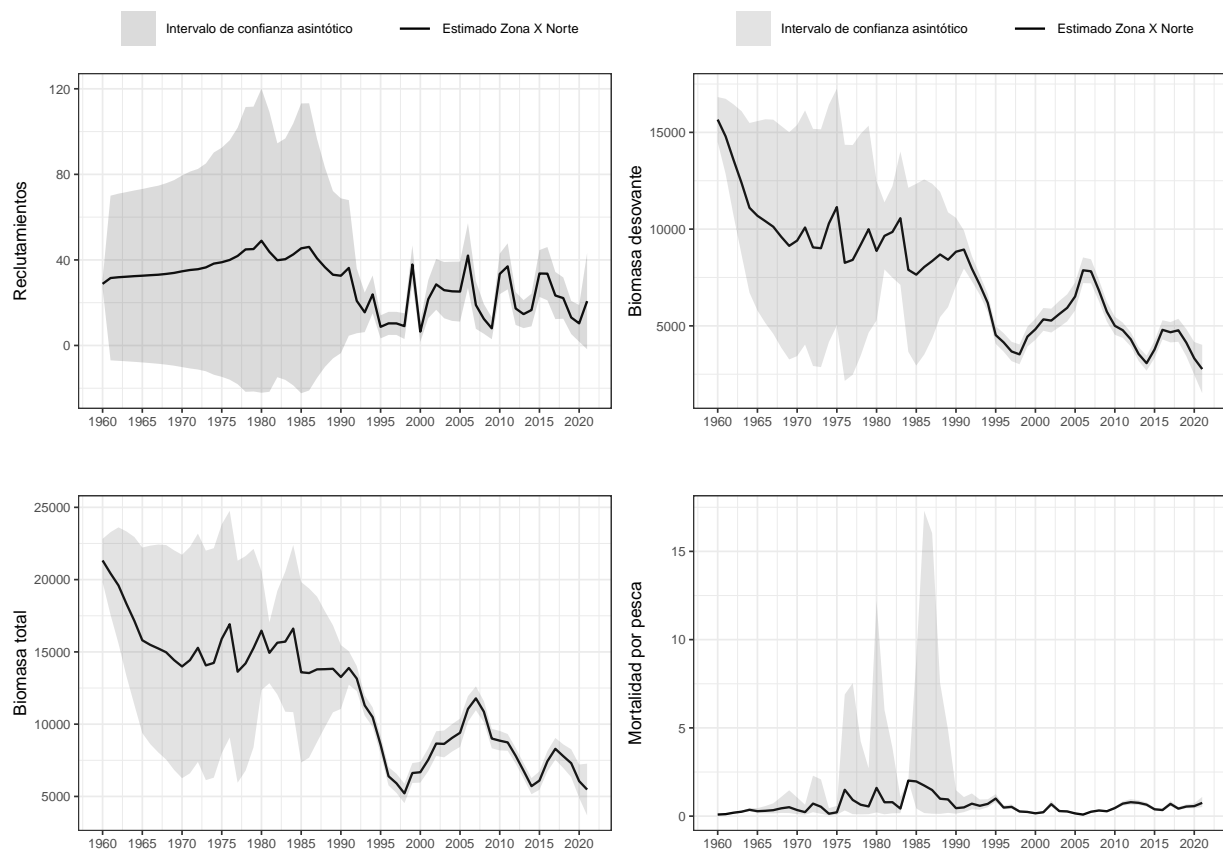 Intervalo de confianza asintótico Estimado Zona X Norte
Intervalo de confianza asintótico Estimado Zona X Norte
Reclutamientos
120
80
40
0
1960 1965 1970 1975 1980 1985 1990 1995 2000 2005 2010 2015 2020
Biomasa desovante
15000
10000
5000
1960 1965 1970 1975 1980 1985 1990 1995 2000 2005 2010 2015 2020
Biomasa total
25000
20000
15000
10000
5000
1960 1965 1970 1975 1980 1985 1990 1995 2000 2005 2010 2015 2020
Mortalidad por pesca
15
10
5
0
1960 1965 1970 1975 1980 1985 1990 1995 2000 2005 2010 2015 2020